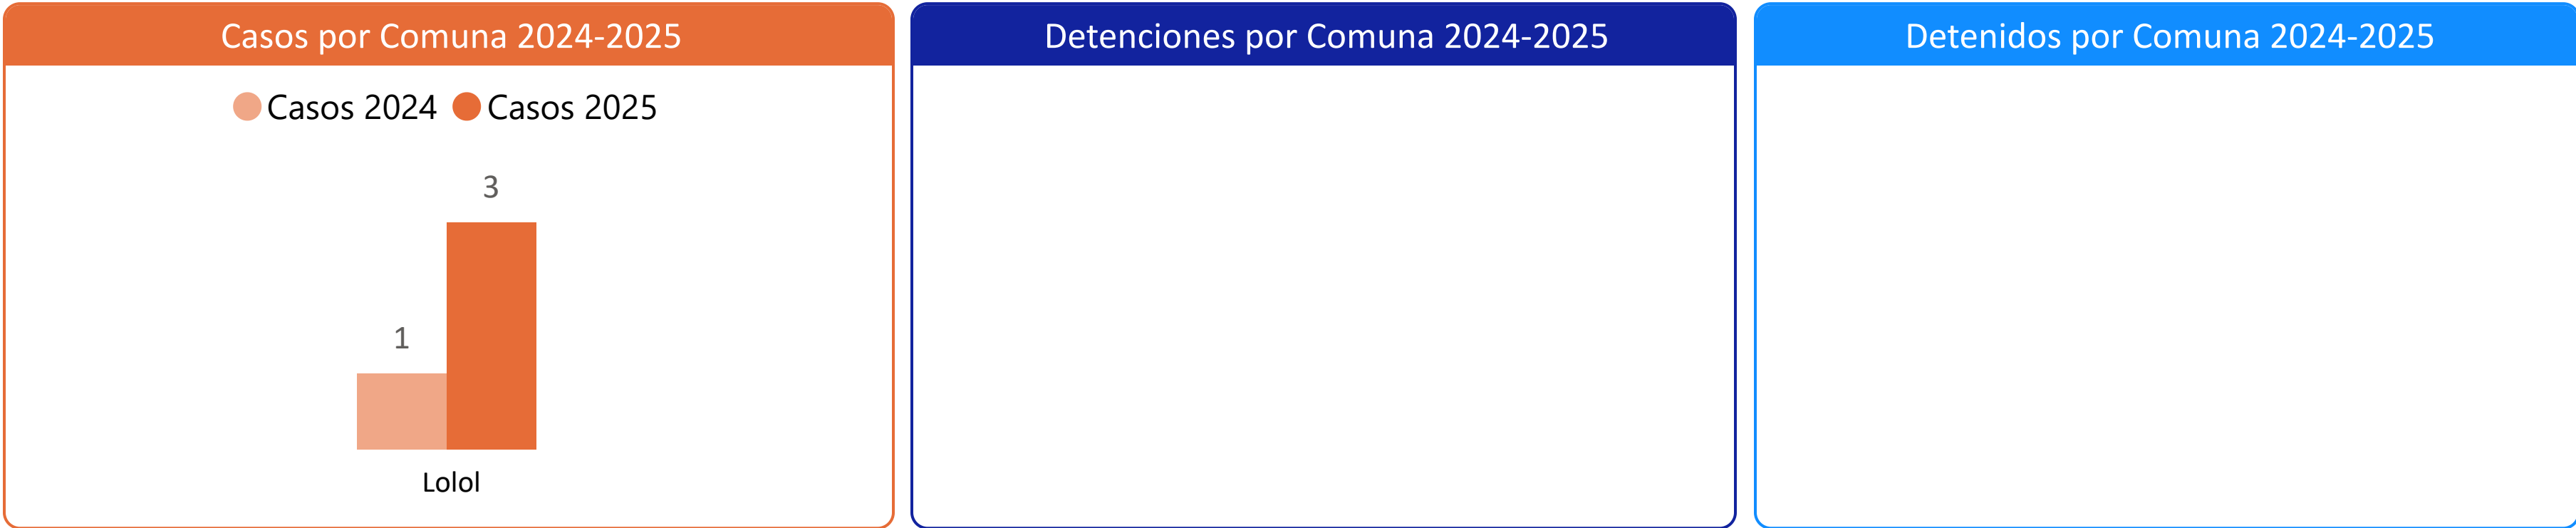 Casos por Comuna 2024-2025
Casos 2024 Casos 2025
3
1
Lolol
Detenciones por Comuna 2024-2025
Detenidos por Comuna 2024-2025